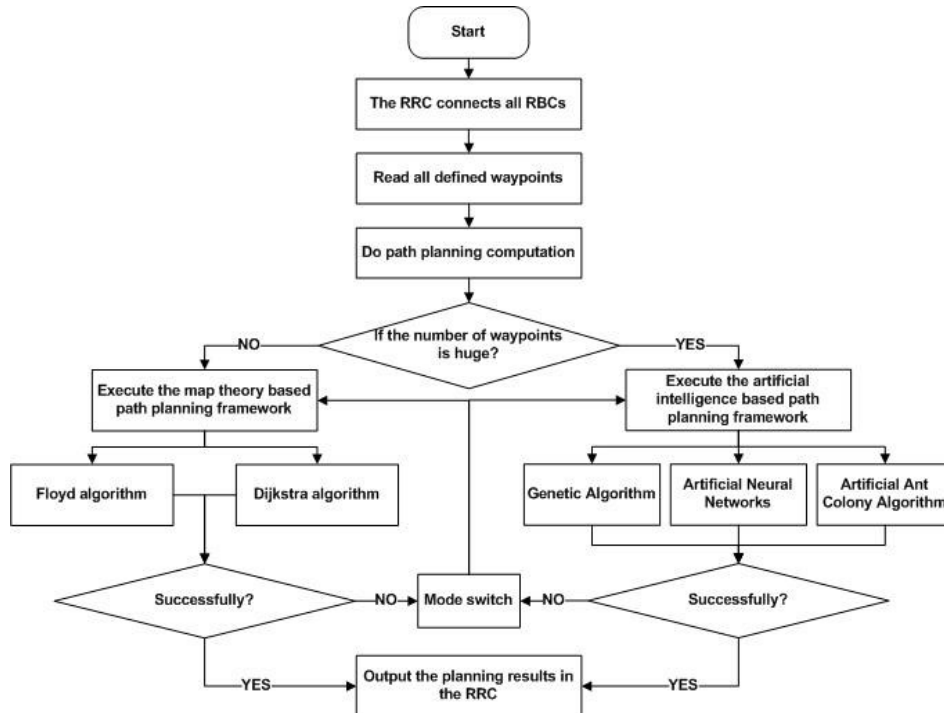 Start
The RRC connects all RBCs
Read all defined waypoints
Do path planning computation
If the number of waypoints
is huge?
NO
YES
Execute the map theory based
path planning framework
Execute the artificial
intelligence based path
planning framework
Floyd algorithm
Dijkstra algorithm
Genetic Algorithm
Artificial Neural
Networks
Artificial Ant
Colony Algorithm
Successfully?
NO
Mode switch
NO
Successfully?
YES
Output the planning results in
the RRC
YES